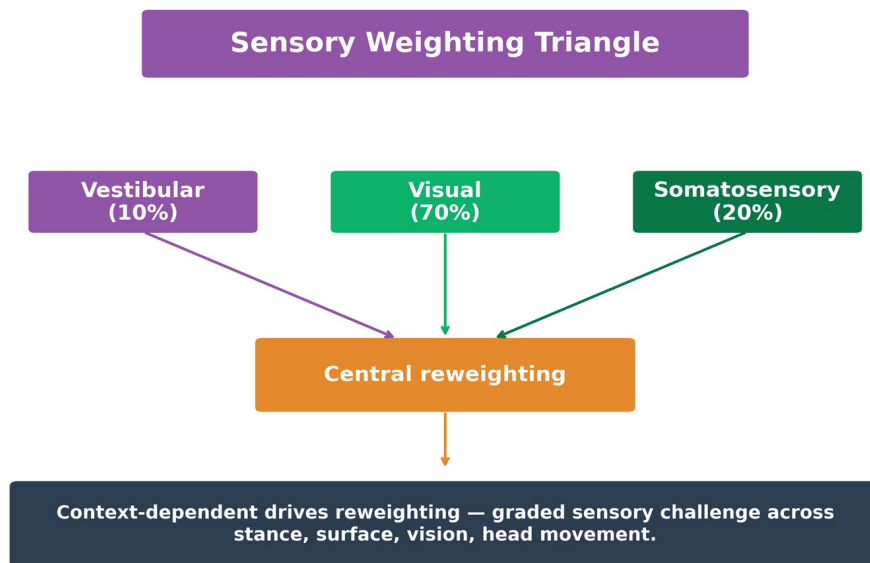 Sensory Weighting Triangle
Vestibular
(10%)
Visual
(70%)
Somatosensory
(20%)
Central reweighting
Context-dependent drives reweighting — graded sensory challenge across
stance, surface, vision, head movement.